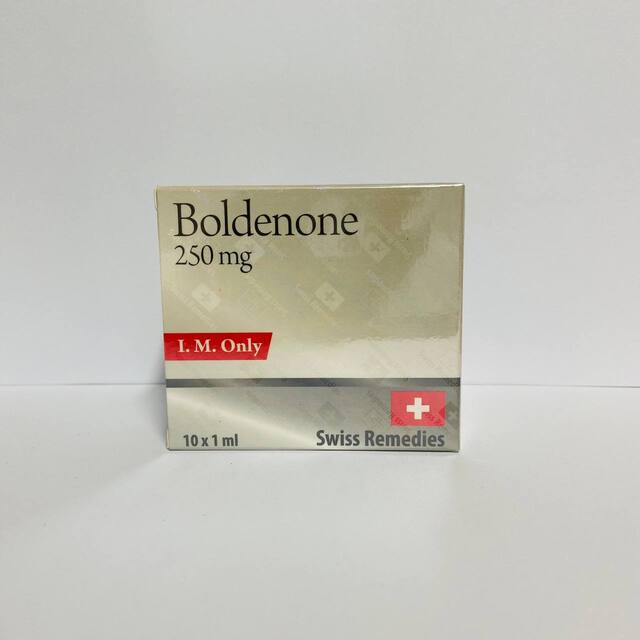 Boldenone
250 mg
I. M. Only
10 x 1 ml
Swiss Remedies